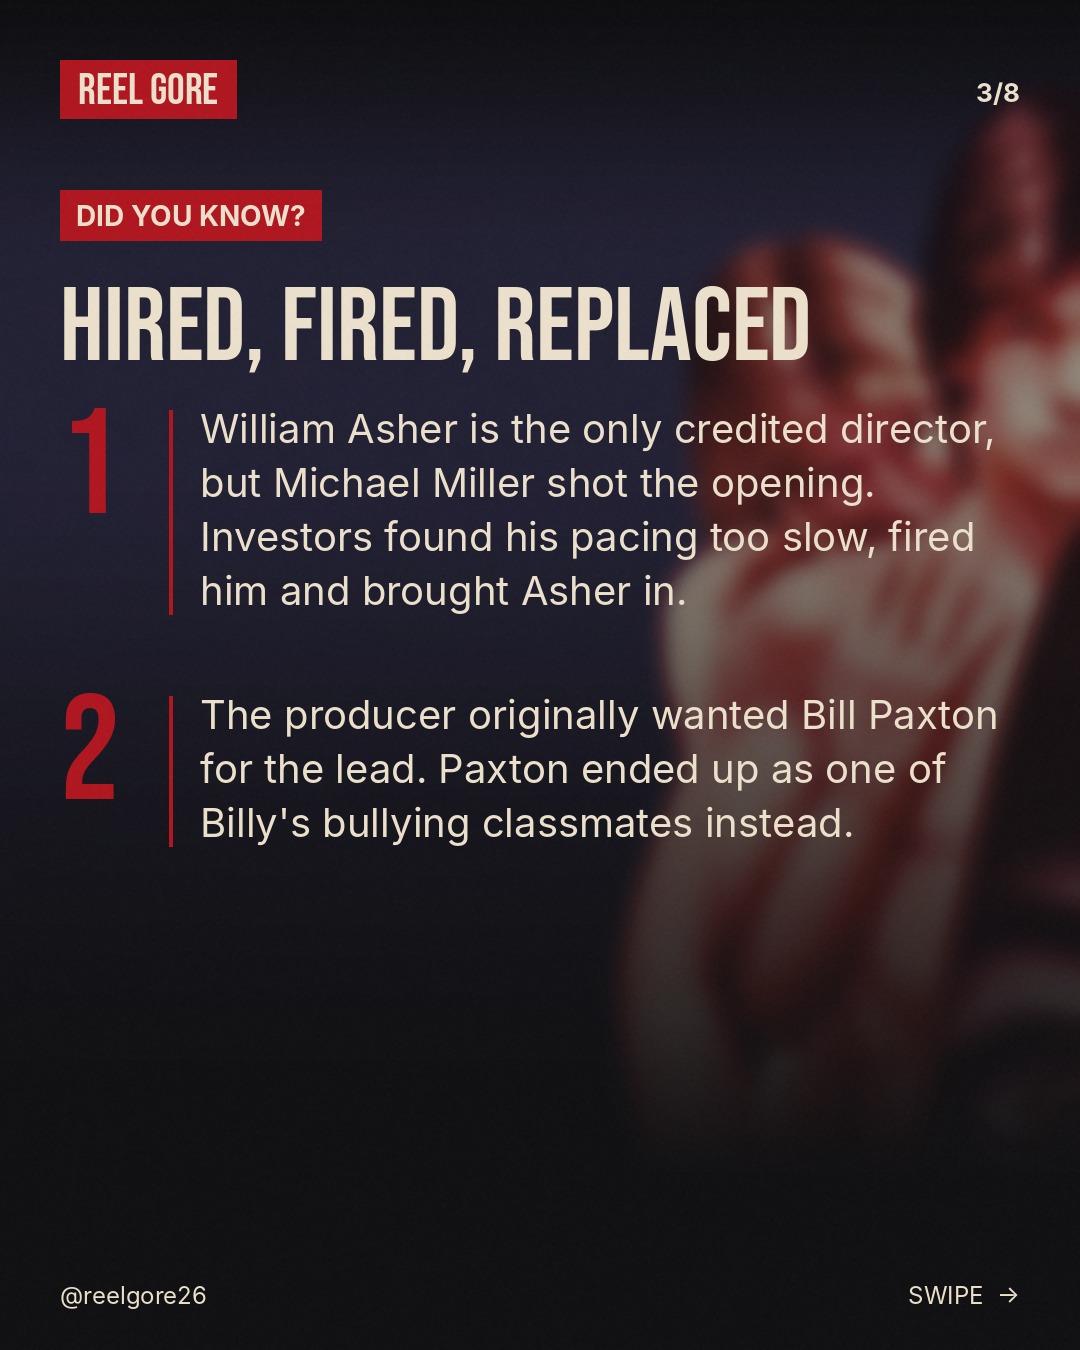 REEL GORE
3/8
DID YOU KNOW?
HIRED, FIRED, REPLACED
1
William Asher is the only credited director,
but Michael Miller shot the opening.
Investors found his pacing too slow, fired
him and brought Asher in.
2
The producer originally wanted Bill Paxton
for the lead. Paxton ended up as one of
Billy's bullying classmates instead.
@reelgore26
SWIPE →